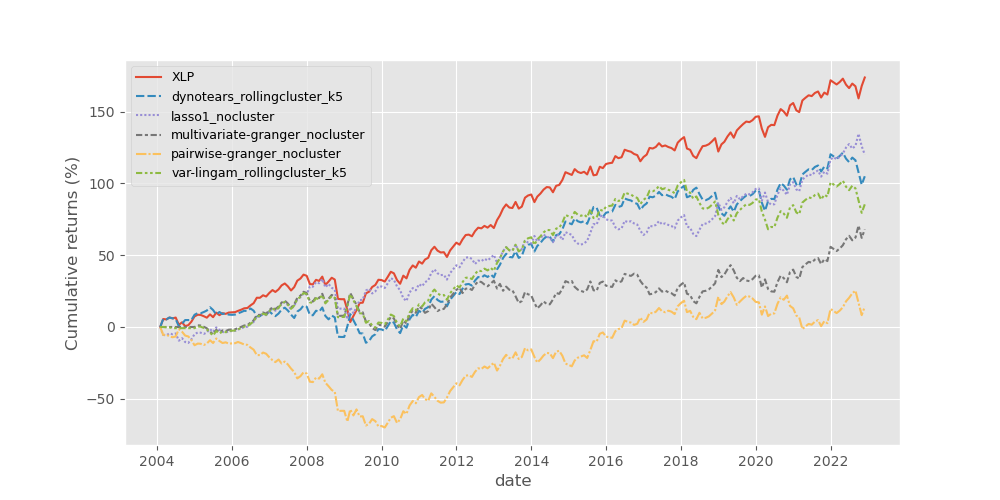 XLP
dynotears_rollingcluster_k5
lasso1_nocluster
multivariate-granger_nocluster
pairwise-granger_nocluster
var-lingam_rollingcluster_k5
Cumulative returns (%)
150
100
50
0
−50
2004 2006 2008 2010 2012 2014 2016 2018 2020 2022
date